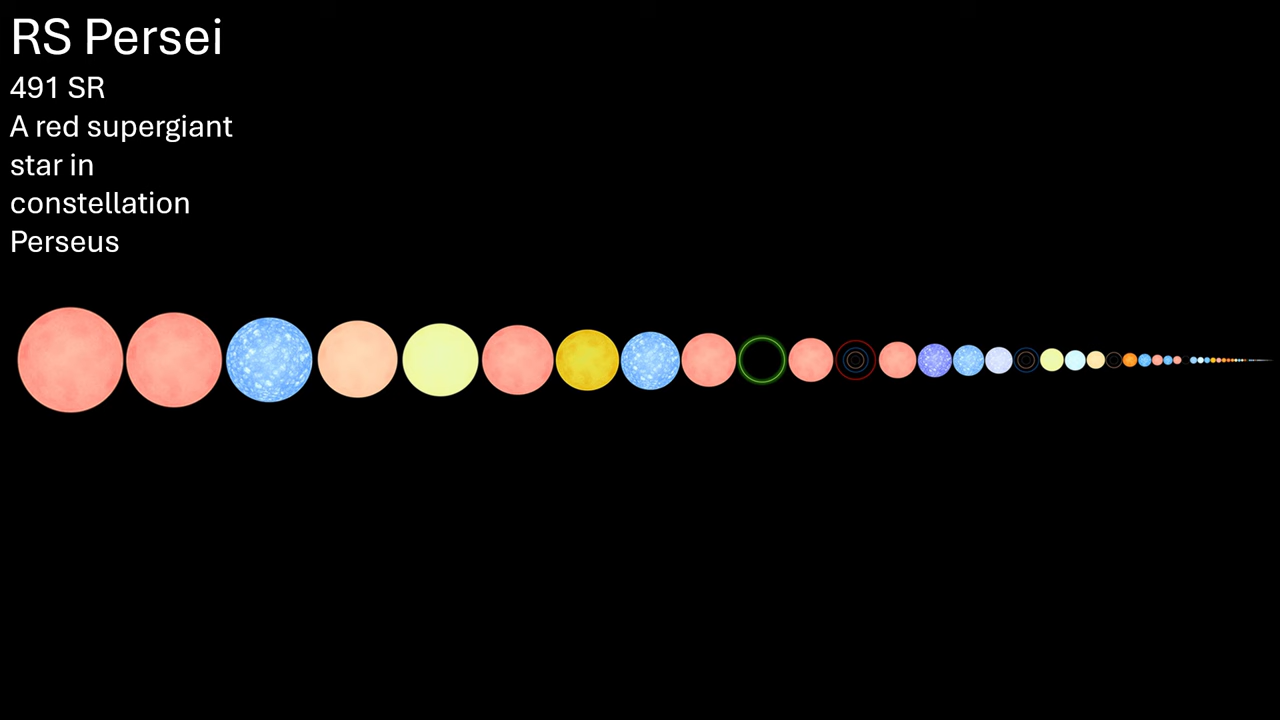 RS Persei
491 SR
A red supergiant
star in
constellation
Perseus